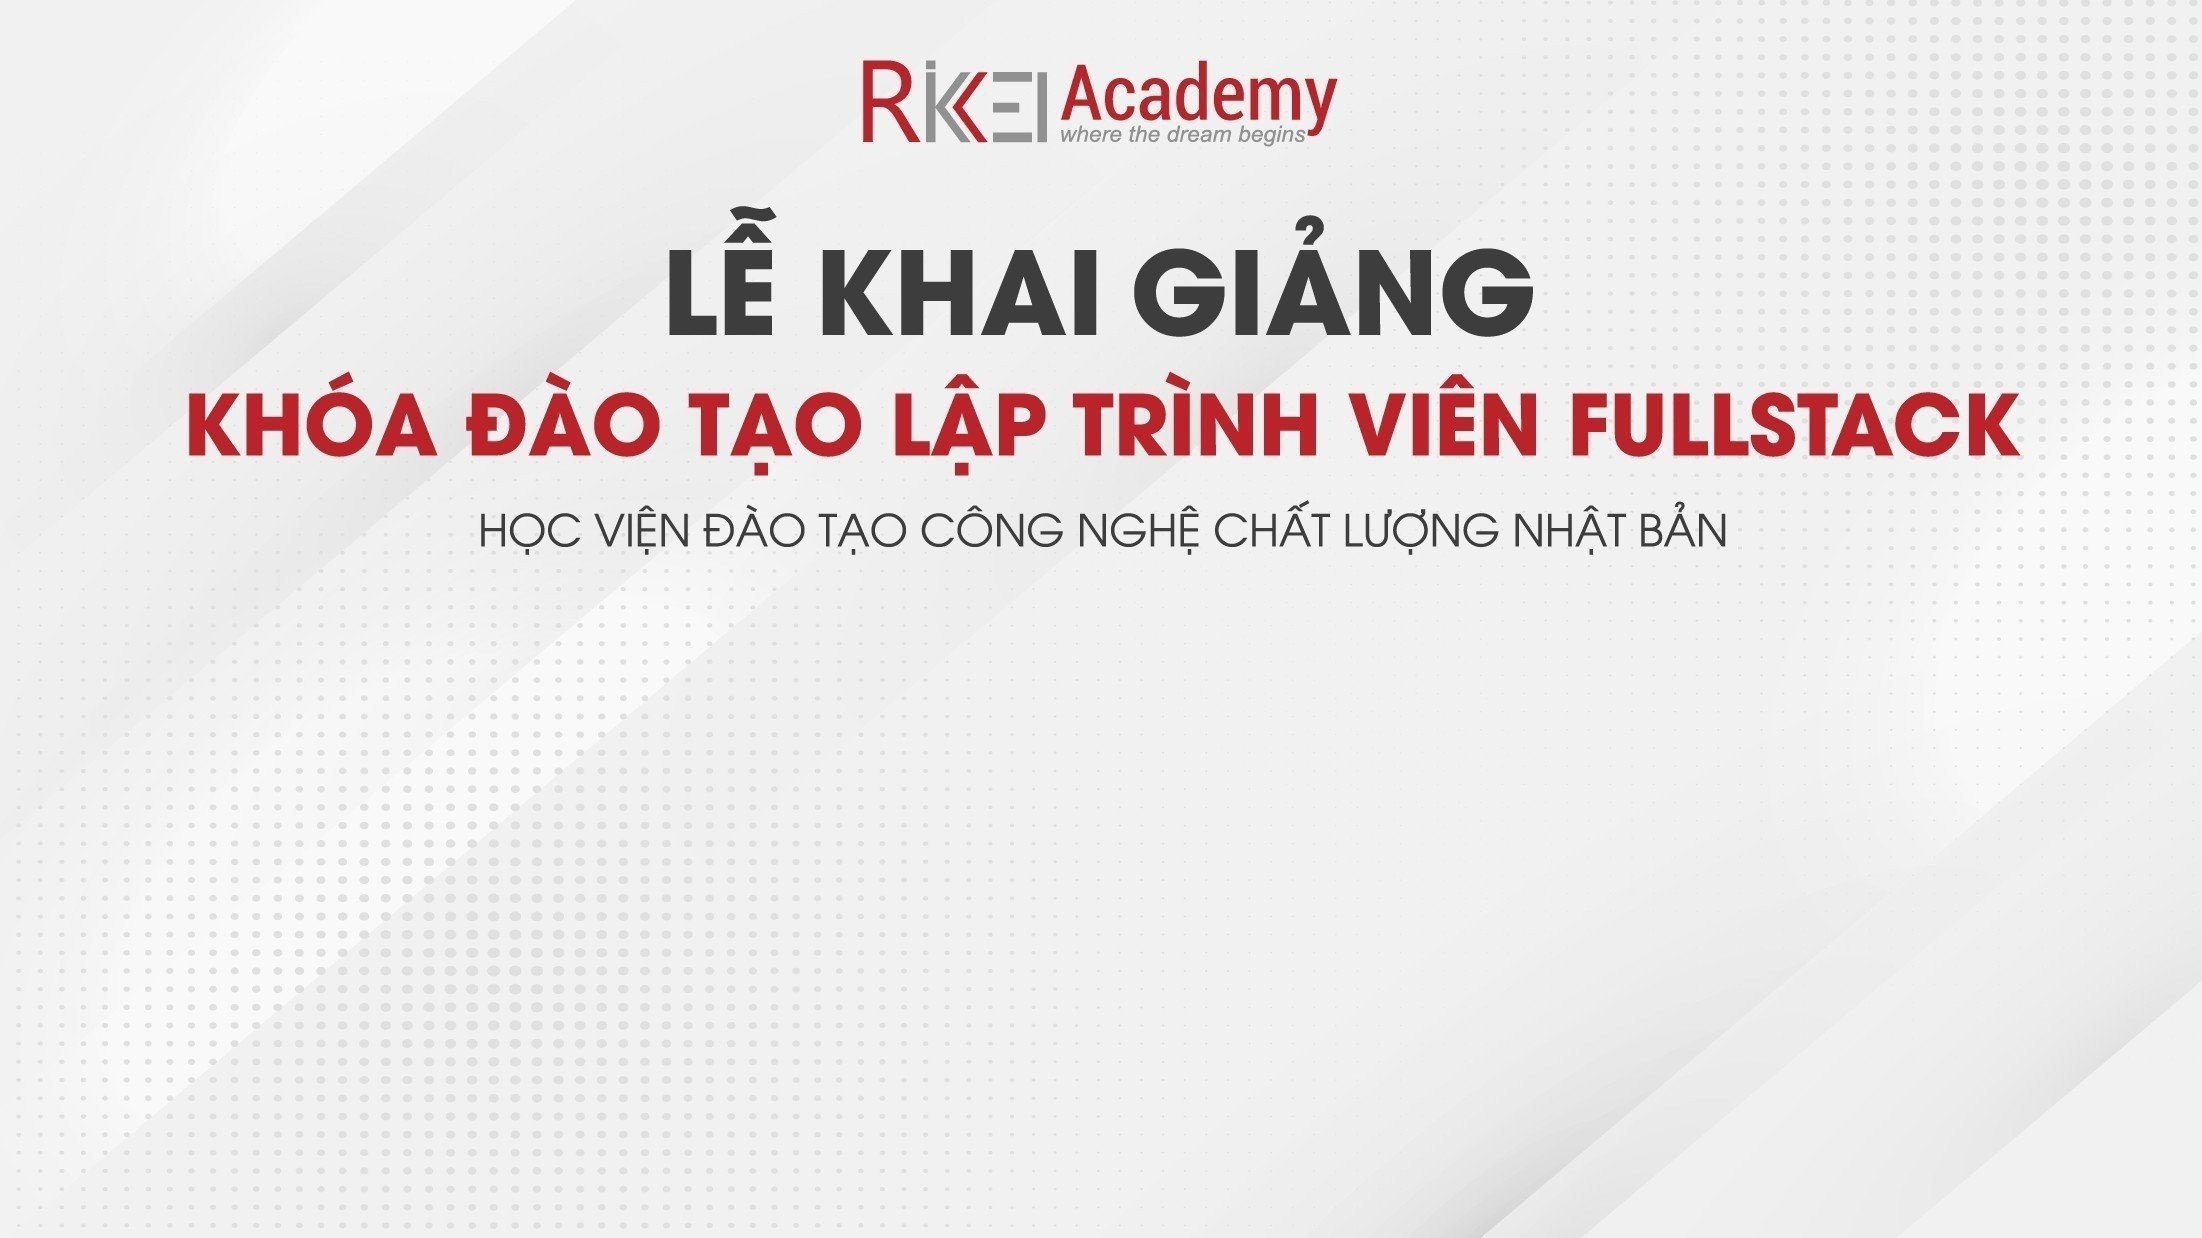 RIKKEI Academy
where the dream begins
LỄ KHAI GIẢNG
KHÓA ĐÀO TẠO LẬP TRÌNH VIÊN FULLSTACK
HỌC VIỆN ĐÀO TẠO CÔNG NGHỆ CHẤT LƯỢNG NHẬT BẢN